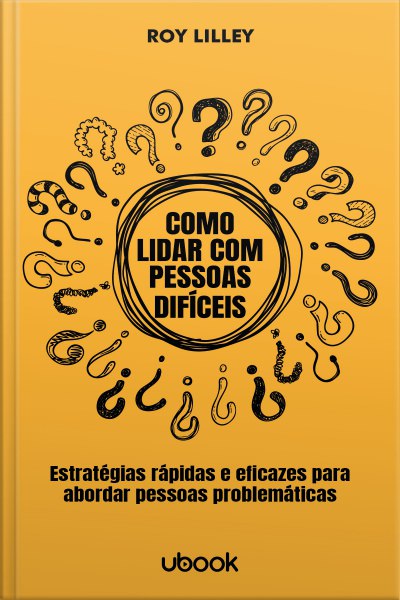 ROY LILLEY
COMO
LIDAR COM
PESSOAS
DIFÍCEIS
Estratégias rápidas e eficazes para
abordar pessoas problemáticas
ubook